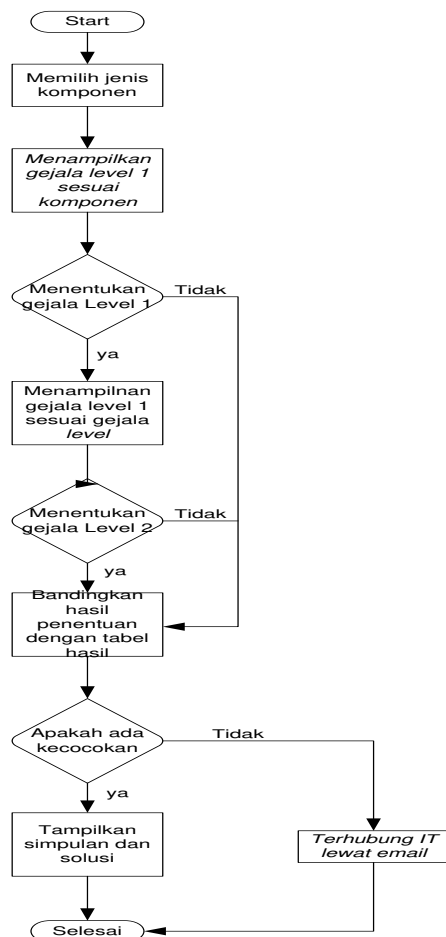 Start
Memilih jenis
komponen
Menampilkan
gejala level 1
sesuai
komponen
Menentukan
gejala Level 1
Tidak
ya
Menampilnan
gejala level 1
sesuai gejala
level
Menentukan
gejala Level 2
Tidak
ya
Bandingkan
hasil
penentuan
dengan tabel
hasil
Apakah ada
kecocokan
Tidak
ya
Tampilkan
simpulan dan
solusi
Terhubung IT
lewat email
Selesai